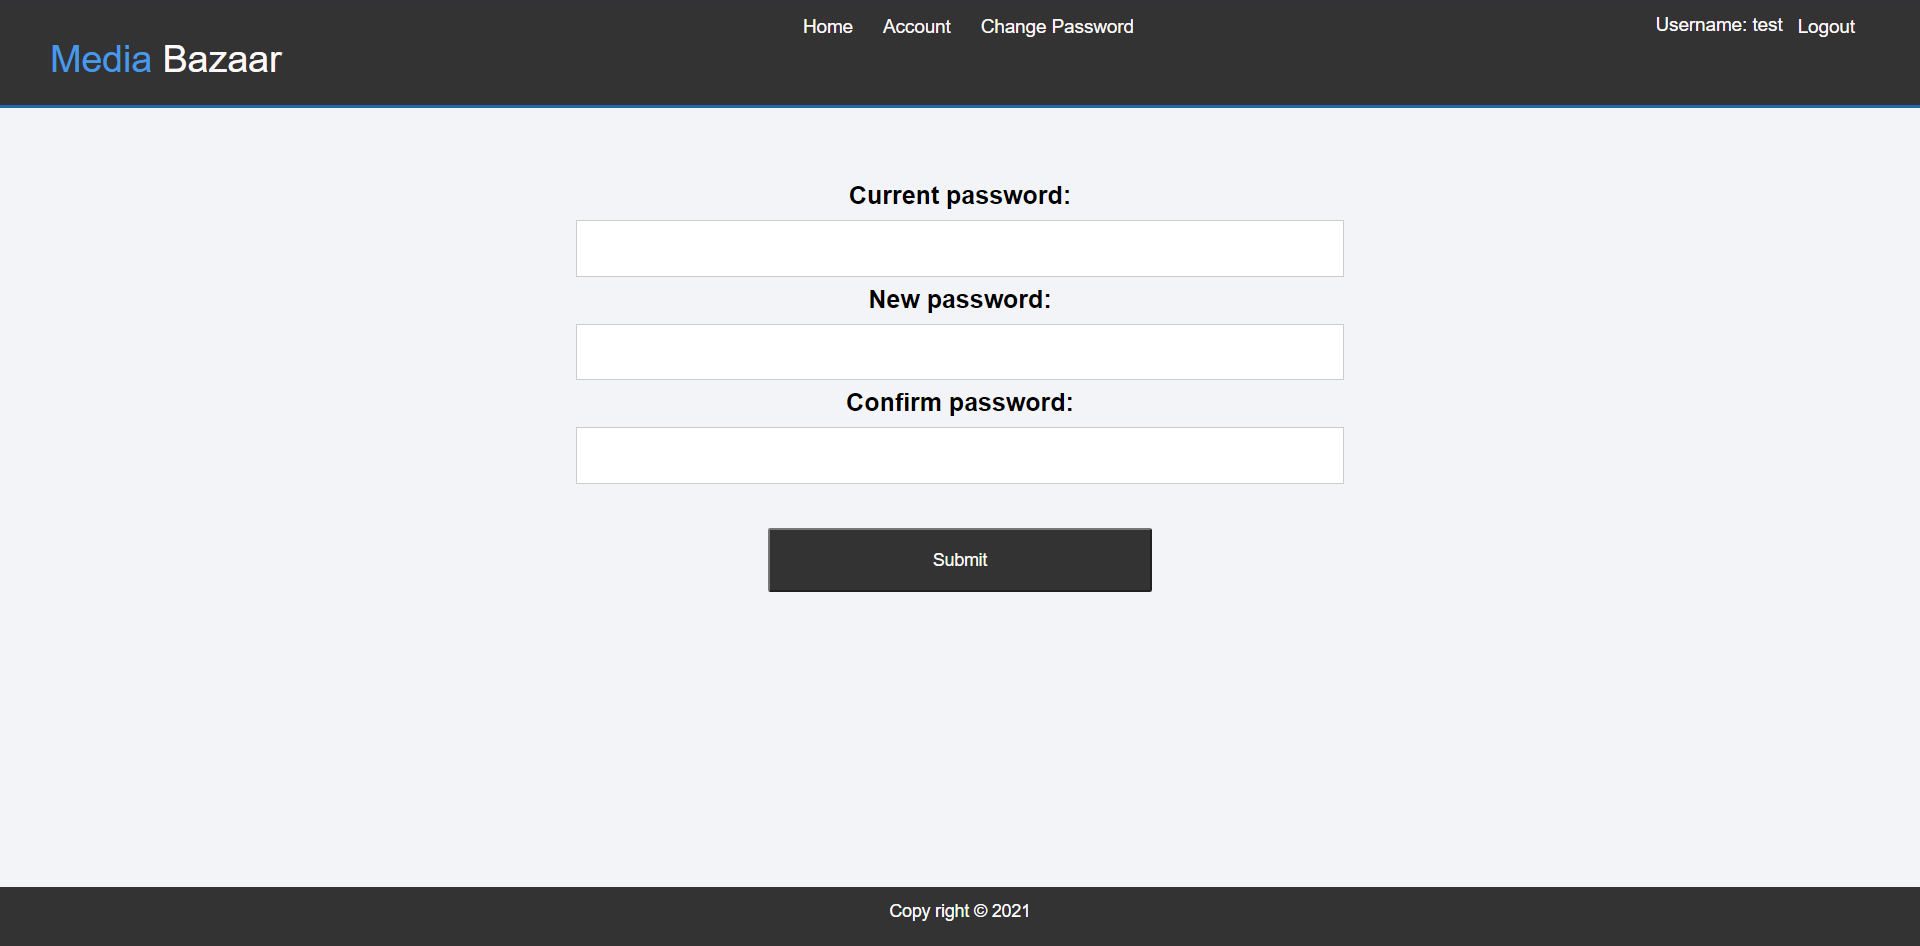 Home Account Change Password
Username: test Logout
Media Bazaar
Current password:
New password:
Confirm password:
Submit
Copy right © 2021